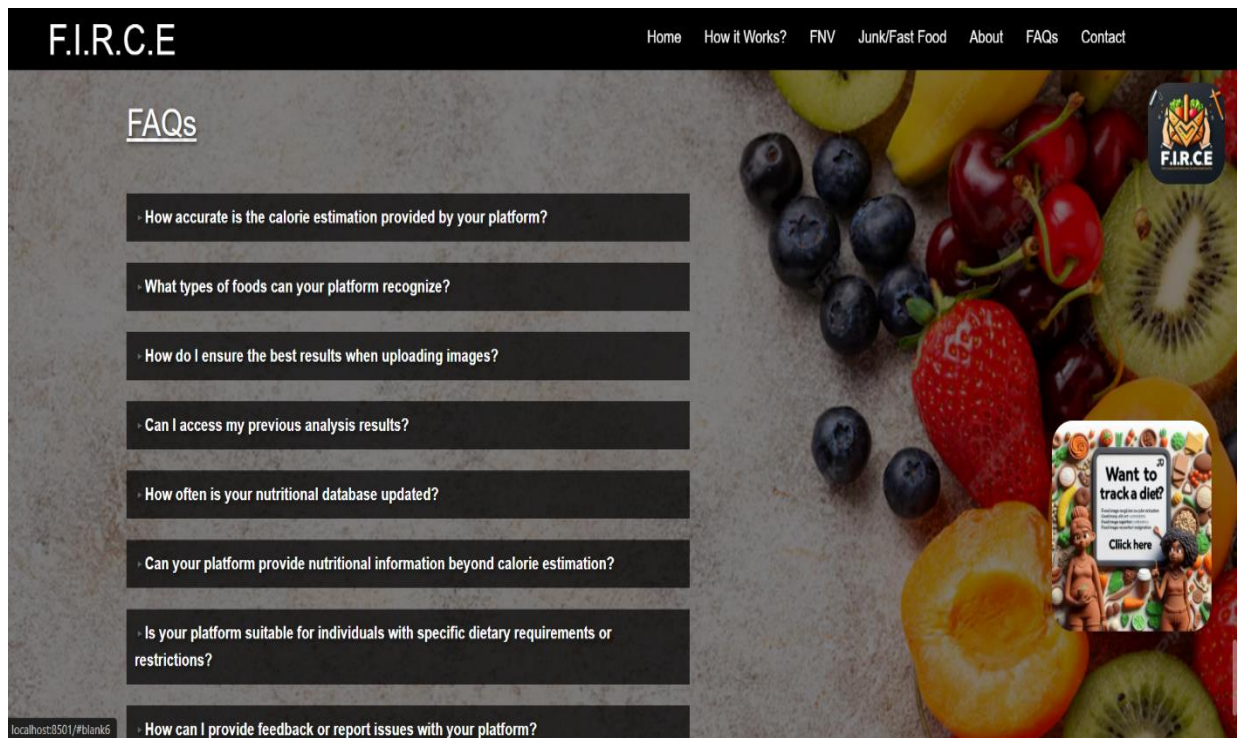 F.I.R.C.E
Home How it Works? FNV Junk/Fast Food About FAQs Contact
FAQs
F.I.R.C.E
How accurate is the calorie estimation provided by your platform?
What types of foods can your platform recognize?
How do I ensure the best results when uploading images?
Can I access my previous analysis results?
How often is your nutritional database updated?
Can your platform provide nutritional information beyond calorie estimation?
Is your platform suitable for individuals with specific dietary requirements or
restrictions?
How can I provide feedback or report issues with your platform?
Want to
track a diet?
Cliick here
localhost:8501/#blank6